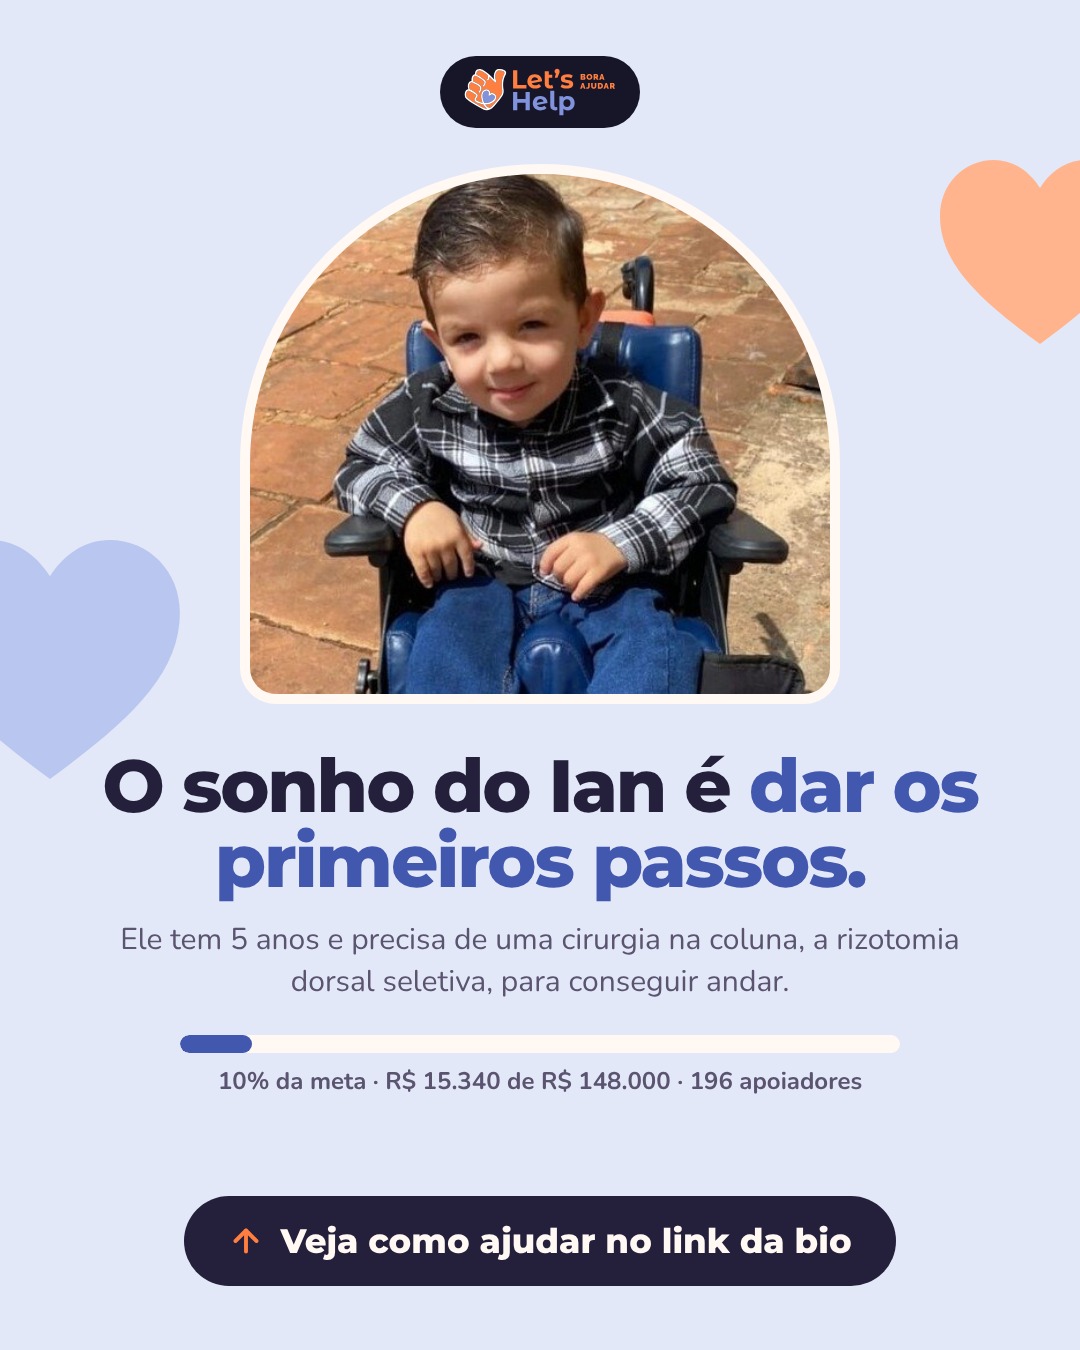 Let's
Help
BORA
AJUDAR
O sonho do Ian é dar os
primeiros passos.
Ele tem 5 anos e precisa de uma cirurgia na coluna, a rizotomia
dorsal seletiva, para conseguir andar.
10% da meta · R$ 15.340 de R$ 148.000 · 196 apoiadores
↑ Veja como ajudar no link da bio